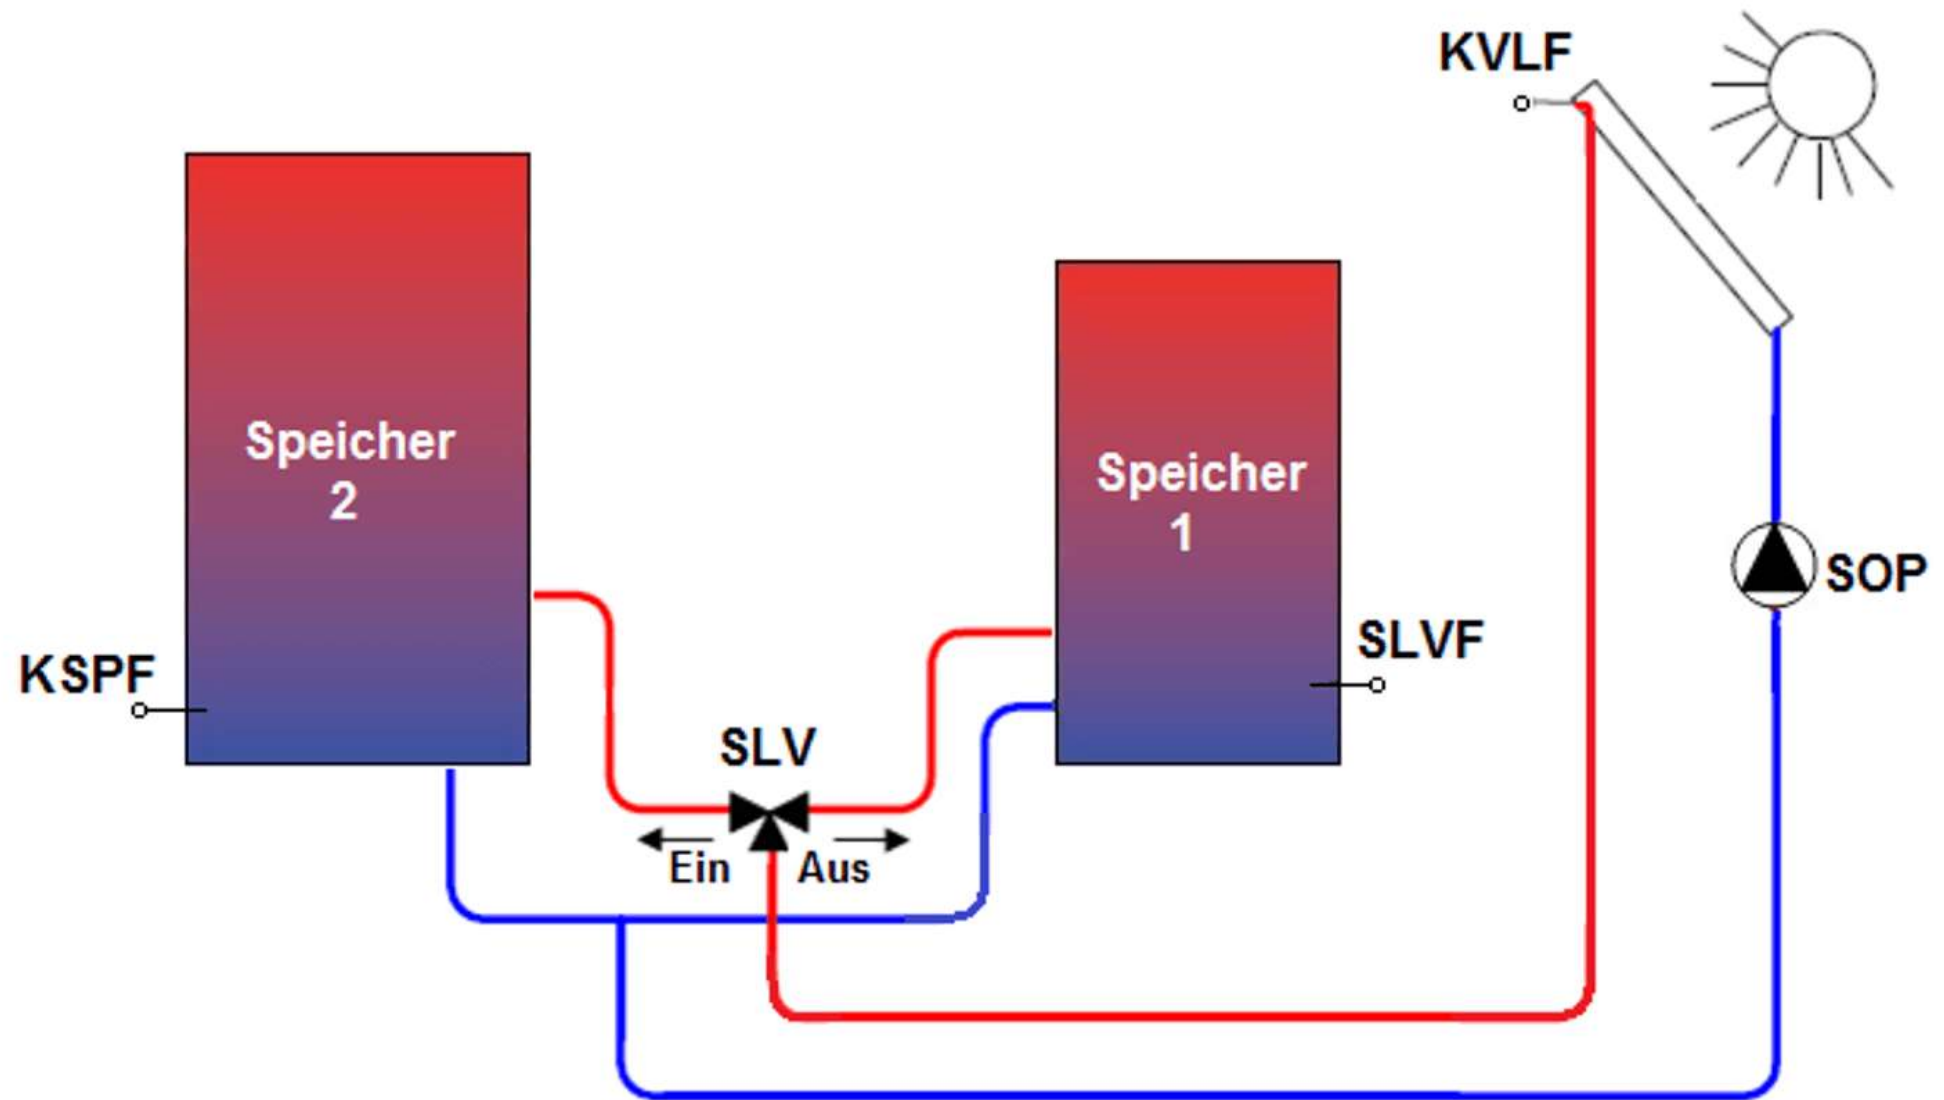 KVLF
Speicher
2
Speicher
1
SOP
SLVF
KSPF
SLV
Ein
Aus